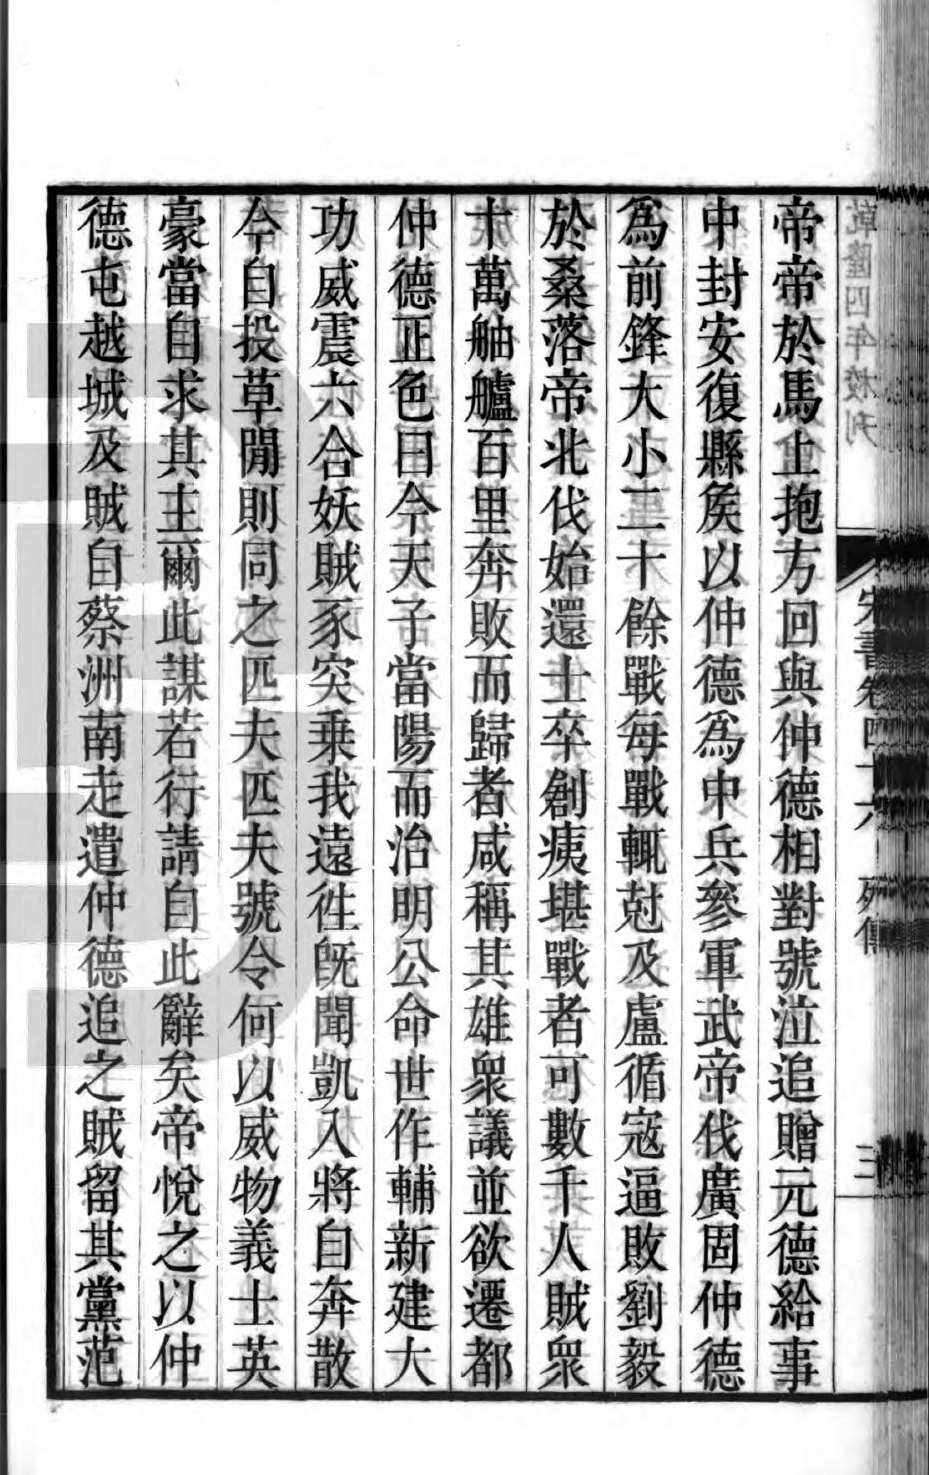 乾隆四年校刊
宋書卷四十六 列傳 三
帝帝於馬上抱方回與仲德相對號泣追贈元德給事
中封安復縣侯以仲德爲中兵參軍武帝伐廣固仲德
爲前鋒大小二十餘戰每戰輒尅及盧循寇逼敗劉毅
於桑落帝北伐始還士卒創痍堪戰者可數千人賊衆
十萬舳艫百里奔敗而歸者咸稱其雄衆議並欲遷都
仲德正色曰今天子當陽而治明公命世作輔新建大
功威震六合妖賊豕突乗我遠徃旣聞凱入將自奔散
今自投草閒則同之匹夫匹夫號令何以威物義士英
豪當自求其主爾此謀若行請自此辭矣帝悅之以仲
德屯越城及賊自蔡洲南走遣仲德追之賊留其黨范